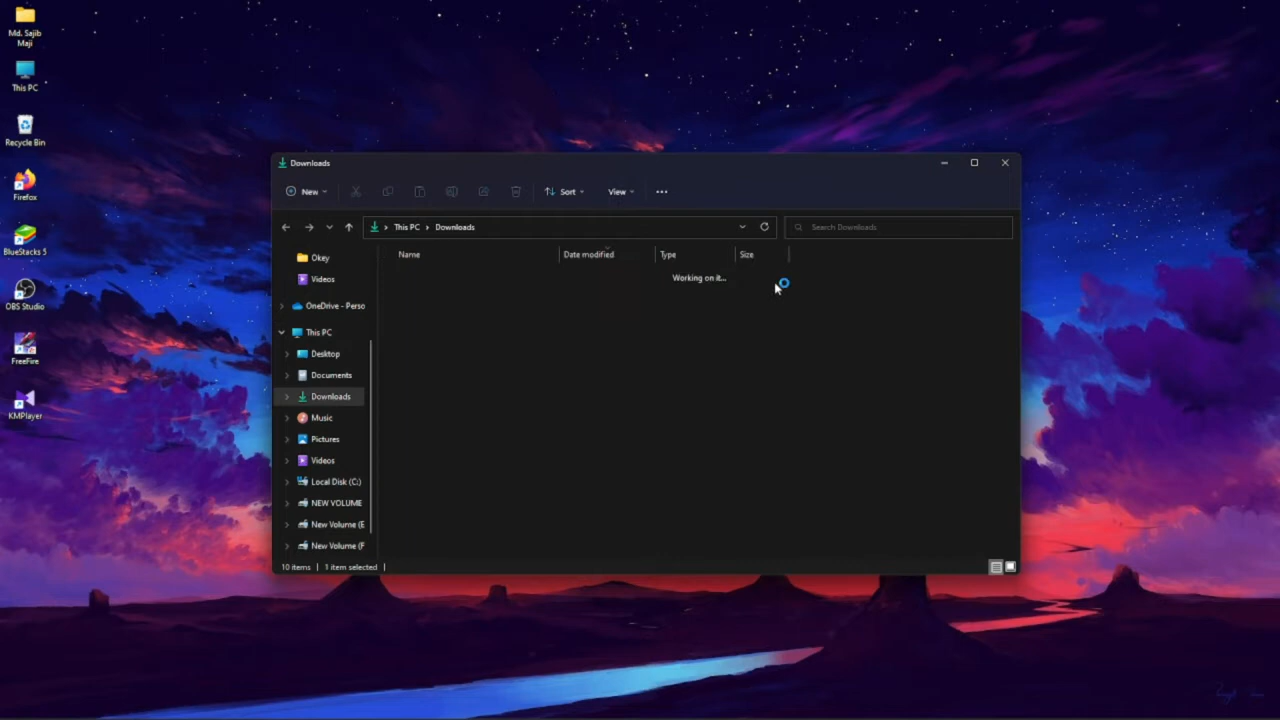 Md. Sajib
Maji
This PC
Recycle Bin
Firefox
BlueStacks 5
OBS Studio
FreeFire
KMPlayer
Downloads
New
Sort
View
This PC
Downloads
Search Downloads
Name
Date modified
Type
Size
Working on it...
Okey
Videos
OneDrive - Perso
This PC
Desktop
Documents
Downloads
Music
Pictures
Videos
Local Disk (C:)
NEW VOLUME
New Volume (E
New Volume (F
10 items
1 item selected